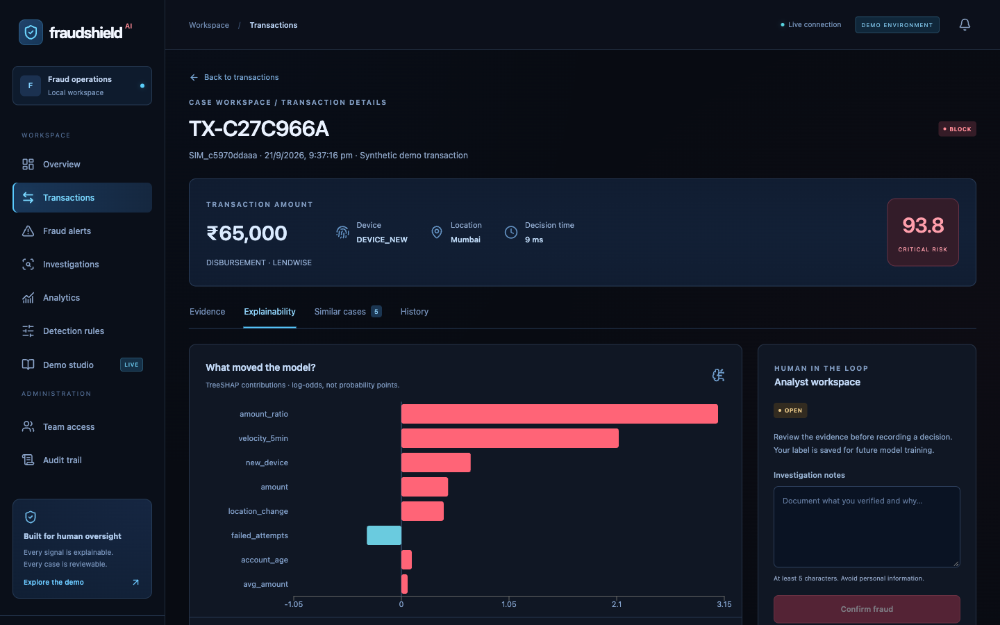 fraudshield AI
F
Fraud operations
Local workspace
WORKSPACE
Overview
Transactions
Fraud alerts
Investigations
Analytics
Detection rules
Demo studio
LIVE
ADMINISTRATION
Team access
Audit trail
Built for human oversight
Every signal is explainable.
Every case is reviewable.
Explore the demo
Workspace / Transactions
Live connection
DEMO ENVIRONMENT
Back to transactions
CASE WORKSPACE / TRANSACTION DETAILS
TX-C27C966A
BLOCK
SIM_c5970ddaaa · 21/9/2026, 9:37:16 pm · Synthetic demo transaction
TRANSACTION AMOUNT
₹65,000
DISBURSEMENT · LENDWISE
Device
DEVICE_NEW
Location
Mumbai
Decision time
9 ms
93.8
CRITICAL RISK
Evidence
Explainability
Similar cases 5
History
What moved the model?
TreeSHAP contributions · log-odds, not probability points.
amount_ratio
velocity_5min
new_device
amount
location_change
failed_attempts
account_age
avg_amount
-1.05 0 1.05 2.1 3.15
HUMAN IN THE LOOP
Analyst workspace
OPEN
Review the evidence before recording a decision.
Your label is saved for future model training.
Investigation notes
Document what you verified and why...
At least 5 characters. Avoid personal information.
Confirm fraud